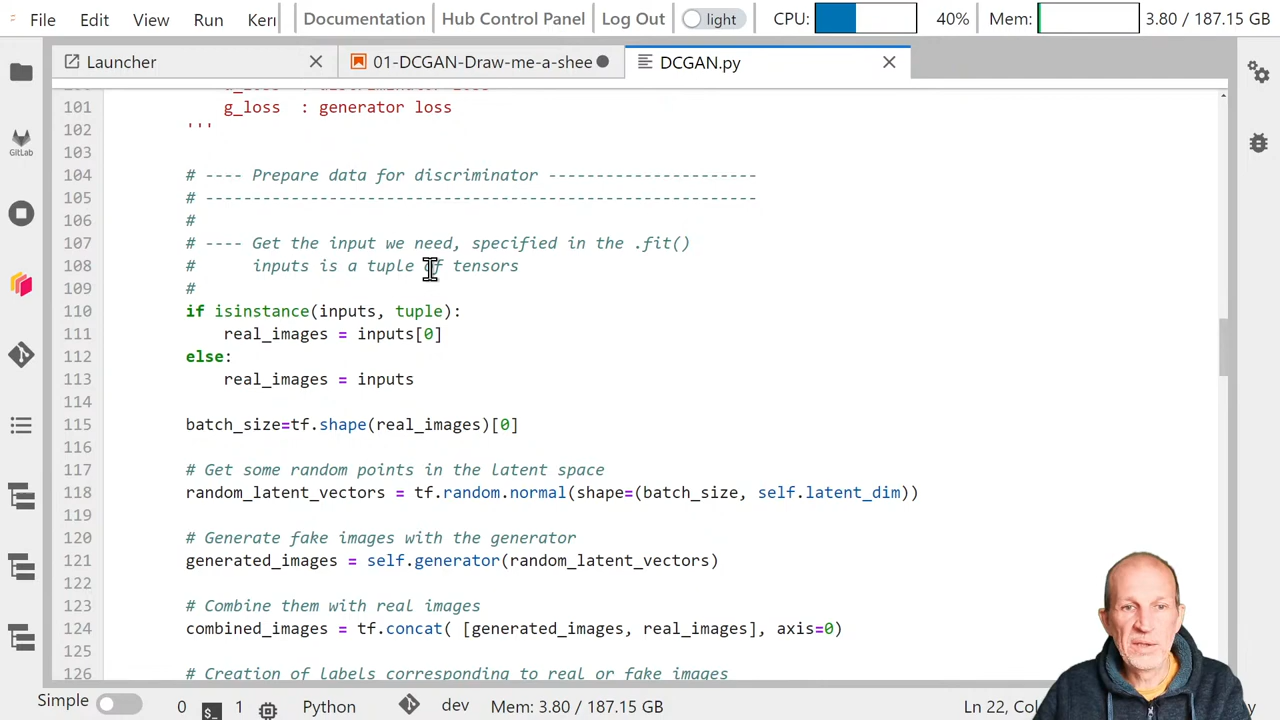 File Edit View Run Documentation Hub Control Panel Log Out light CPU: 40% Mem: 3.80 / 187.15 GB
Launcher 01-DCGAN-Draw-me-a-shee DCGAN.py
GitLab
101 g_loss : generator loss
102 '''
103
104 # ---- Prepare data for discriminator ----------------------
105 # ----------------------------------------------------------
106 #
107 # ---- Get the input we need, specified in the .fit()
108 # inputs is a tuple of tensors
109 #
110 if isinstance(inputs, tuple):
111 real_images = inputs[0]
112 else:
113 real_images = inputs
114
115 batch_size=tf.shape(real_images)[0]
116
117 # Get some random points in the latent space
118 random_latent_vectors = tf.random.normal(shape=(batch_size, self.latent_dim))
119
120 # Generate fake images with the generator
121 generated_images = self.generator(random_latent_vectors)
122
123 # Combine them with real images
124 combined_images = tf.concat( [generated_images, real_images], axis=0)
125
126 # Creation of labels corresponding to real or fake images
Simple 0 1 Python dev Mem: 3.80 / 187.15 GB Ln 22,